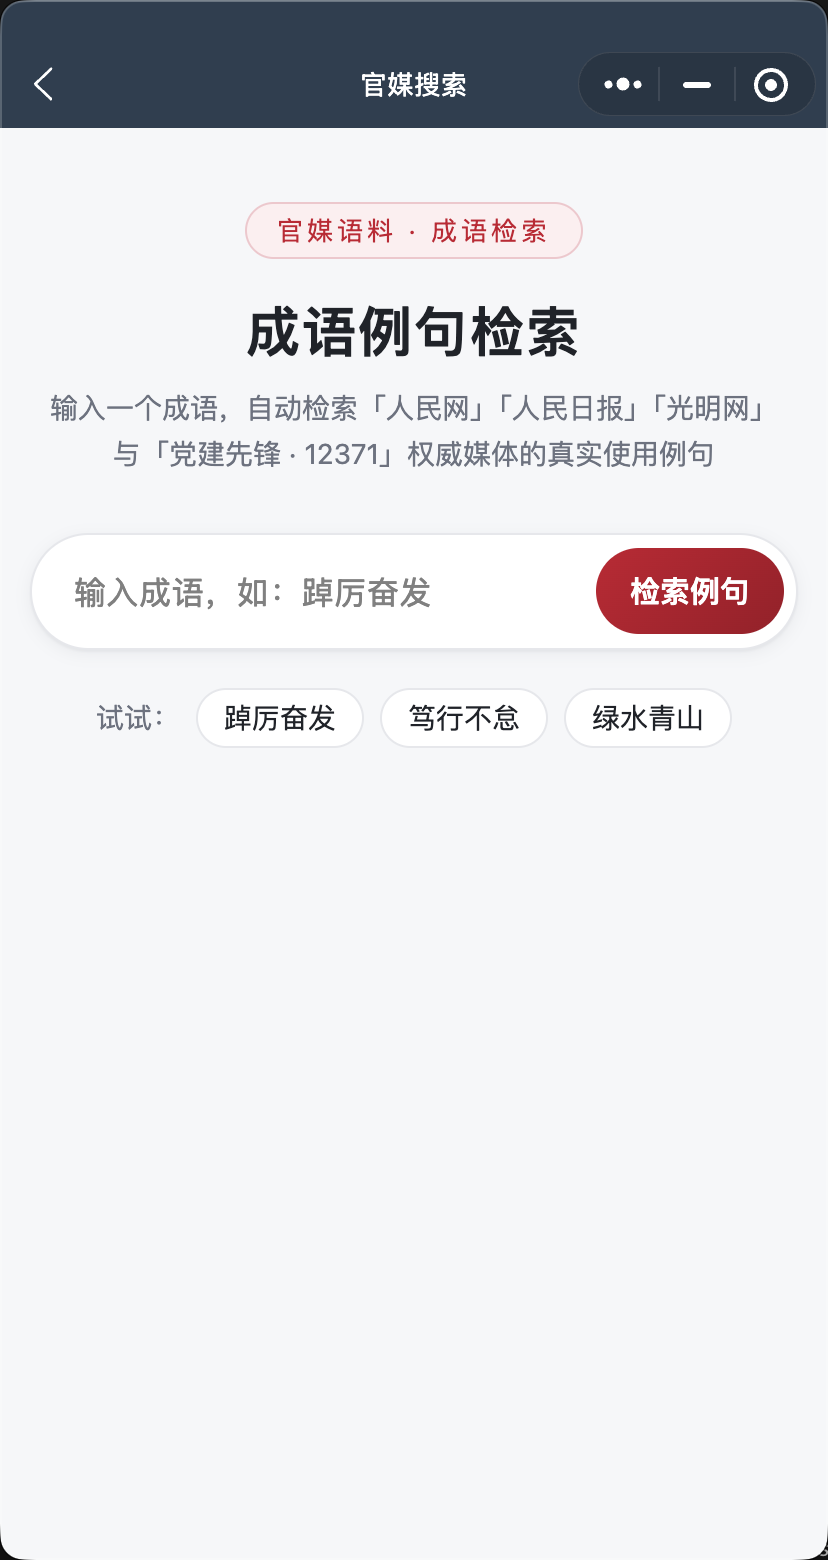 官媒搜索
官媒语料 · 成语检索
成语例句检索
输入一个成语，自动检索「人民网」「人民日报」「光明网」
与「党建先锋 · 12371」权威媒体的真实使用例句
输入成语，如：踔厉奋发 检索例句
试试： 踔厉奋发 笃行不怠 绿水青山